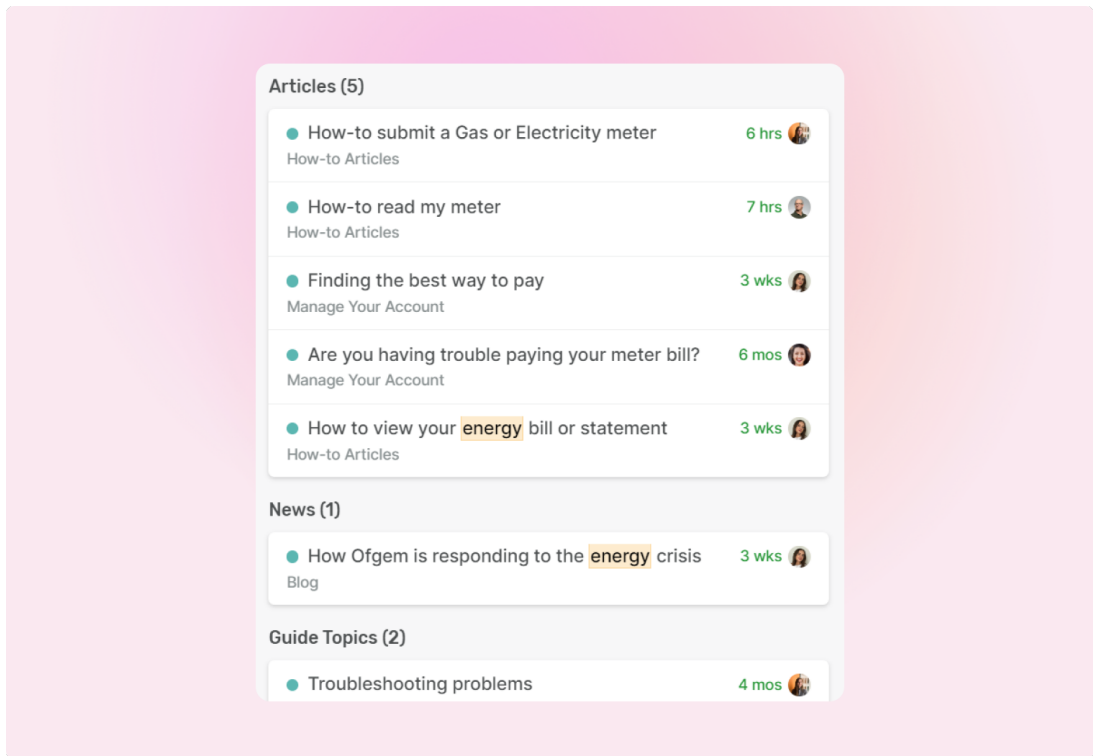 Articles (5)
How-to submit a Gas or Electricity meter 6 hrs
How-to Articles
How-to read my meter 7 hrs
How-to Articles
Finding the best way to pay 3 wks
Manage Your Account
Are you having trouble paying your meter bill? 6 mos
Manage Your Account
How to view your energy bill or statement 3 wks
How-to Articles
News (1)
How Ofgem is responding to the energy crisis 3 wks
Blog
Guide Topics (2)
Troubleshooting problems 4 mos